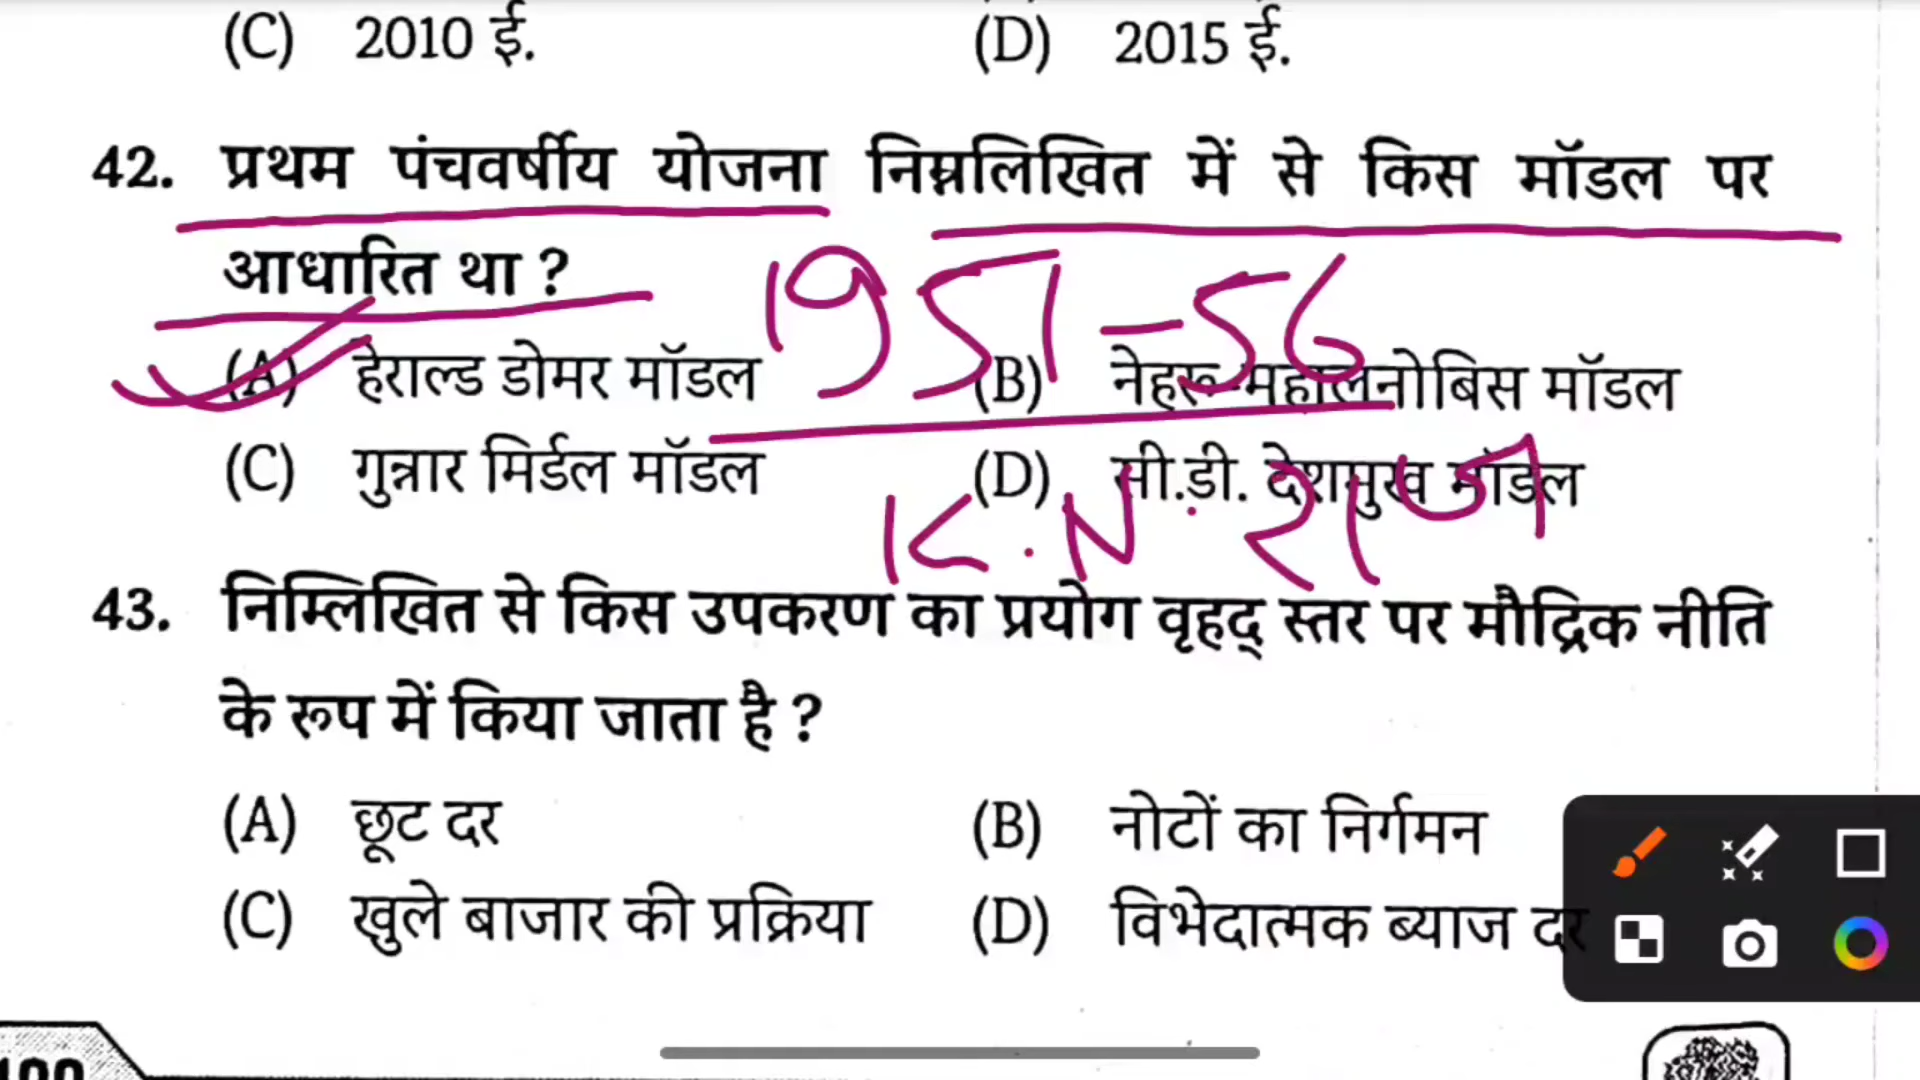 (C) 2010 ई. (D) 2015 ई.
42. प्रथम पंचवर्षीय योजना निम्नलिखित में से किस मॉडल पर
आधारित था ?
1951-56
(A) हेराल्ड डोमर मॉडल (B) नेहरू-महालनोबिस मॉडल
(C) गुन्नार मिर्डल मॉडल (D) सी.डी. देशमुख मॉडल
K.N. राज
43. निम्लिखित से किस उपकरण का प्रयोग वृहद् स्तर पर मौद्रिक नीति
के रूप में किया जाता है ?
(A) छूट दर (B) नोटों का निर्गमन
(C) खुले बाजार की प्रक्रिया (D) विभेदात्मक ब्याज दर